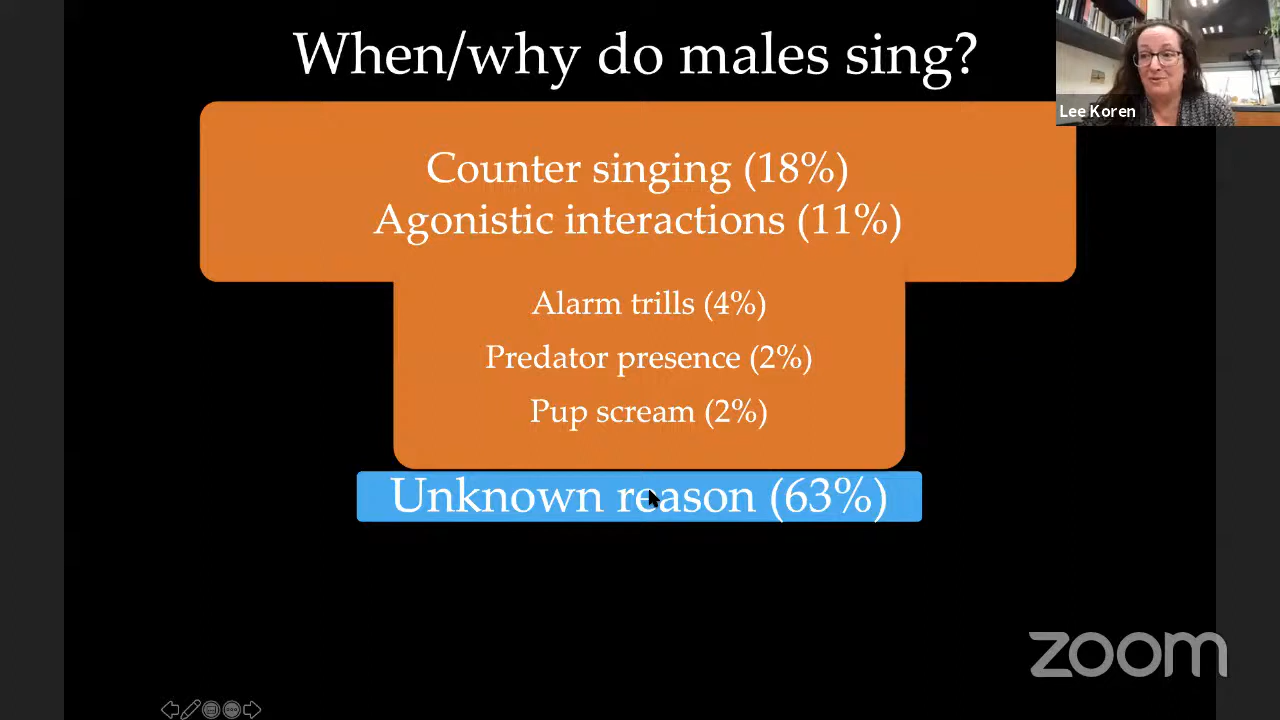 When/why do males sing?
Lee Koren
Counter singing (18%)
Agonistic interactions (11%)
Alarm trills (4%)
Predator presence (2%)
Pup scream (2%)
Unknown reason (63%)
zoom